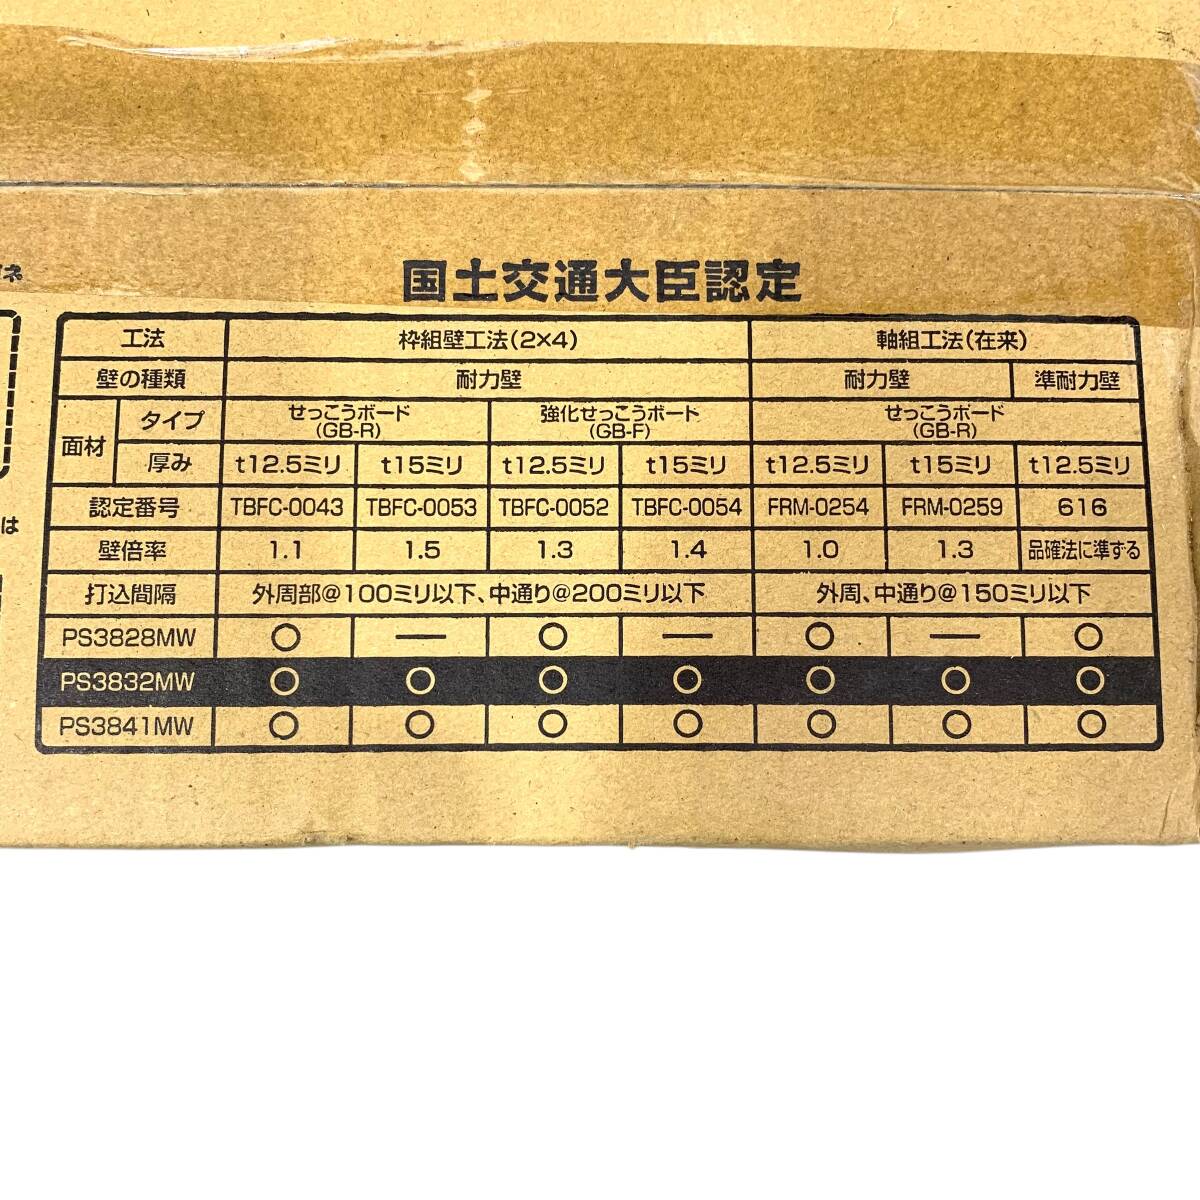 ネ
は
国土交通大臣認定
工法 枠組壁工法(2×4) 軸組工法(在来)
壁の種類 耐力壁 耐力壁 準耐力壁
面材 タイプ せっこうボード(GB-R) 強化せっこうボード(GB-F) せっこうボード(GB-R)
厚み t12.5ミリ t15ミリ t12.5ミリ t15ミリ t12.5ミリ t15ミリ t12.5ミリ
認定番号 TBFC-0043 TBFC-0053 TBFC-0052 TBFC-0054 FRM-0254 FRM-0259 616
壁倍率 1.1 1.5 1.3 1.4 1.0 1.3 品確法に準ずる
打込間隔 外周部@100ミリ以下、中通り@200ミリ以下 外周、中通り@150ミリ以下
PS3828MW ○ — ○ — ○ — ○
PS3832MW ○ ○ ○ ○ ○ ○ ○
PS3841MW ○ ○ ○ ○ ○ ○ ○